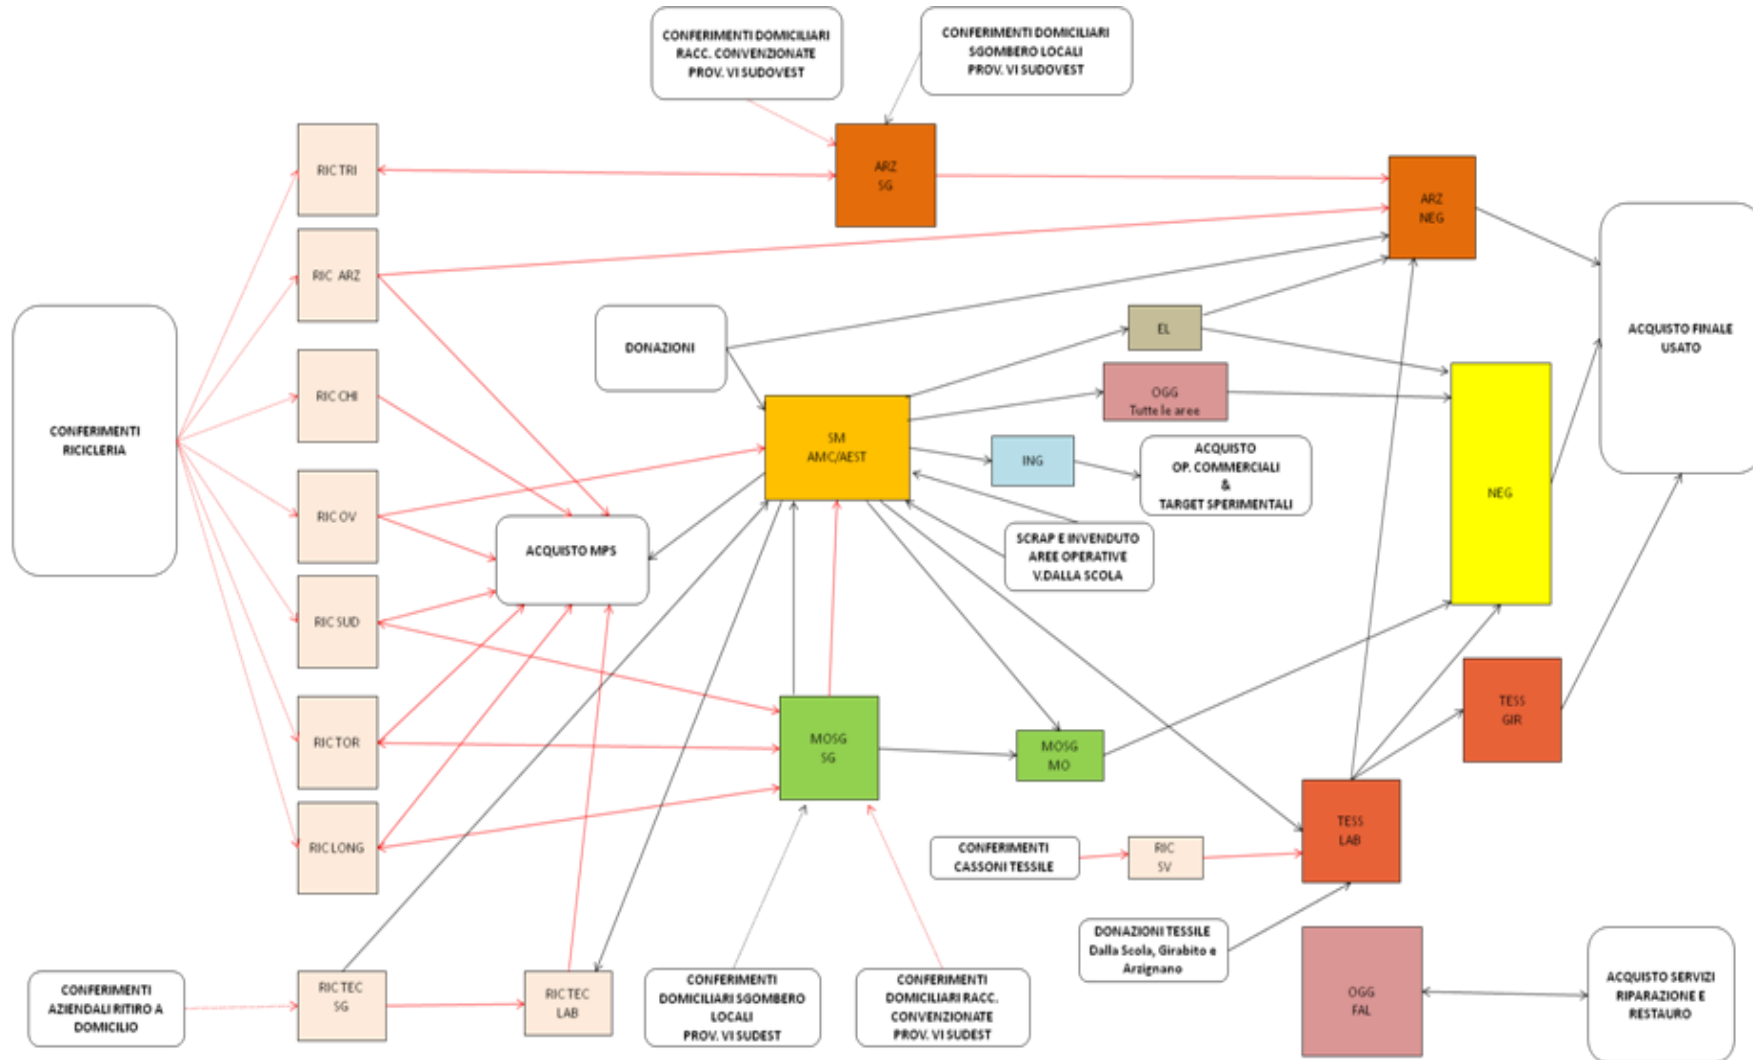 CONFERIMENTI DOMICILIARI
RACC. CONVENZIONATE
PROV. VI SUDOVEST
CONFERIMENTI DOMICILIARI
SGOMBERO LOCALI
PROV. VI SUDOVEST
RIC TRI
ARZ
SG
ARZ
NEG
RIC ARZ
DONAZIONI
EL
ACQUISTO FINALE
USATO
RIC CHI
OGG
Tutte le aree
CONFERIMENTI
RICICLERIA
SM
AMC/AEST
ING
ACQUISTO
OP. COMMERCIALI
&
TARGET SPERIMENTALI
NEG
RIC OV
ACQUISTO MPS
SCRAP E INVENDUTO
AREE OPERATIVE
V.DALLA SCOLA
RIC SUD
TESS
GIR
RIC TOR
MOSG
SG
MOSG
MO
RIC LONG
TESS
LAB
CONFERIMENTI
CASSONI TESSILE
RIC
SV
DONAZIONI TESSILE
Dalla Scola, Girabito e
Arzignano
CONFERIMENTI
AZIENDALI RITIRO A
DOMICILIO
RIC TEC
SG
RIC TEC
LAB
CONFERIMENTI
DOMICILIARI SGOMBERO
LOCALI
PROV. VI SUDEST
CONFERIMENTI
DOMICILIARI RACC.
CONVENZIONATE
PROV. VI SUDEST
OGG
FAL
ACQUISTO SERVIZI
RIPARAZIONE E
RESTAURO